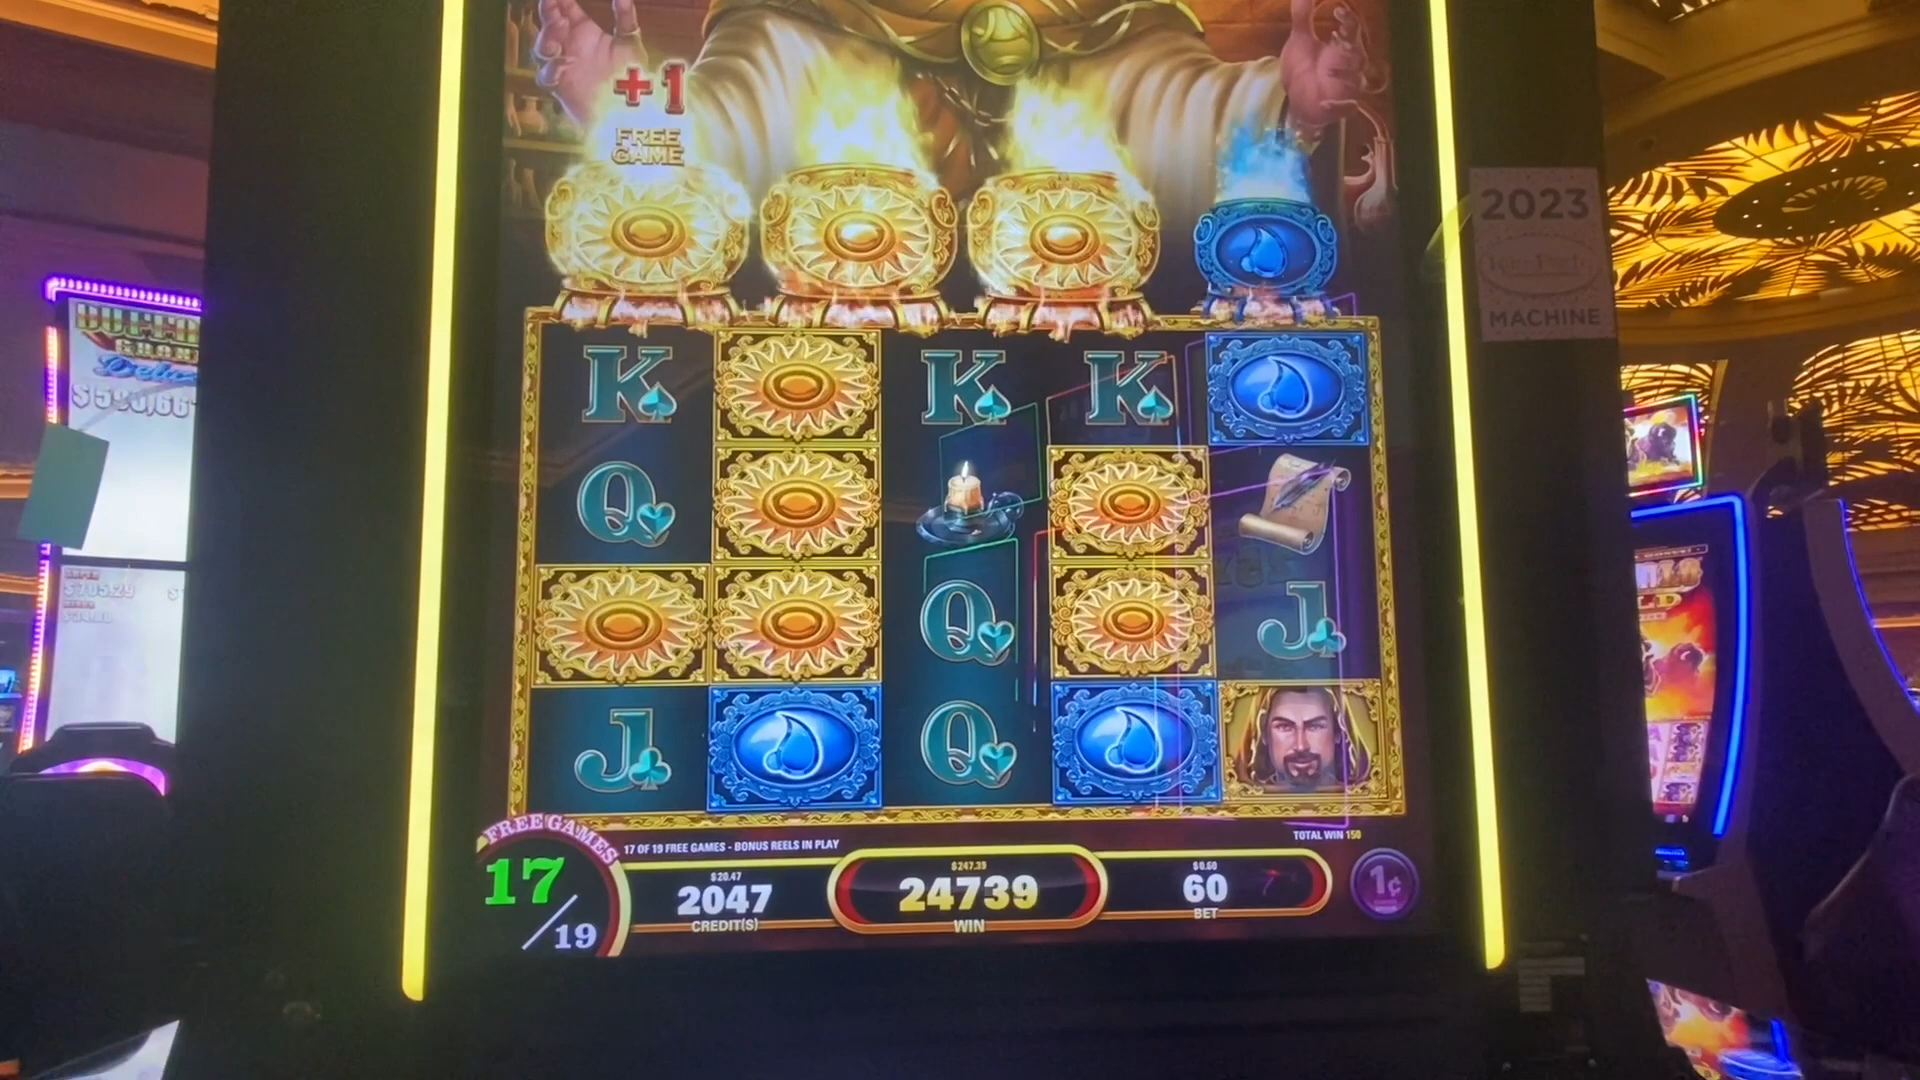 +1
FREE
GAME
2023
MACHINE
K K K
Q
Q J
J Q
FREE GAMES
17/19
17 OF 19 FREE GAMES - BONUS REELS IN PLAY
TOTAL WIN 150
$20.47
2047
CREDIT(S)
$247.39
24739
WIN
$0.60
60
BET
1¢